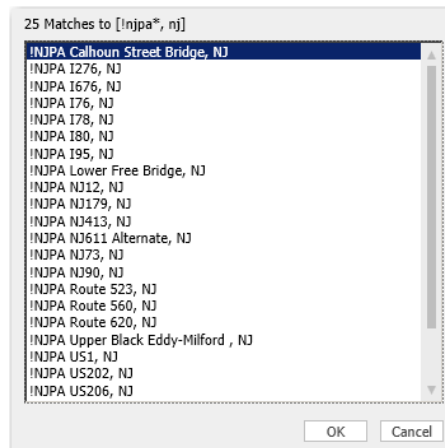 25 Matches to [!njpa*, nj]
!NJPA Calhoun Street Bridge, NJ
!NJPA I276, NJ
!NJPA I676, NJ
!NJPA I76, NJ
!NJPA I78, NJ
!NJPA I80, NJ
!NJPA I95, NJ
!NJPA Lower Free Bridge, NJ
!NJPA NJ12, NJ
!NJPA NJ179, NJ
!NJPA NJ413, NJ
!NJPA NJ611 Alternate, NJ
!NJPA NJ73, NJ
!NJPA NJ90, NJ
!NJPA Route 523, NJ
!NJPA Route 560, NJ
!NJPA Route 620, NJ
!NJPA Upper Black Eddy-Milford , NJ
!NJPA US1, NJ
!NJPA US202, NJ
!NJPA US206, NJ
OK Cancel